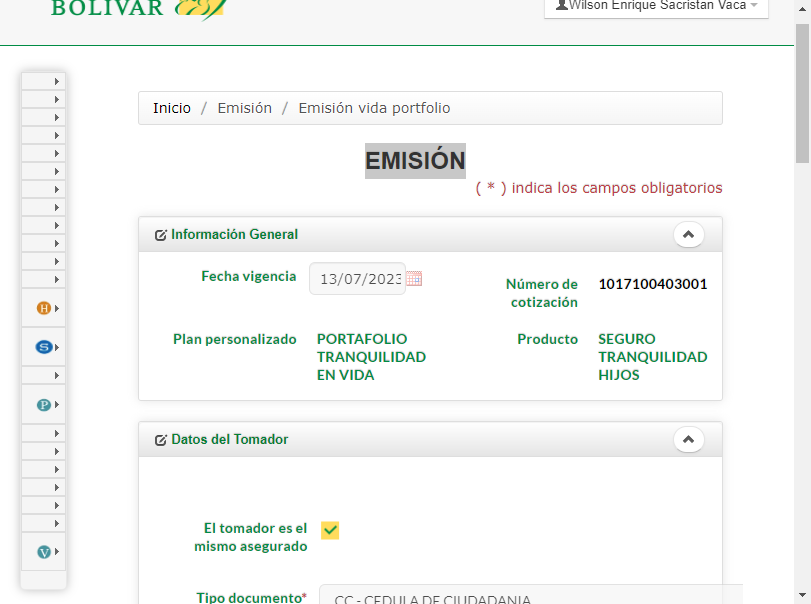 BOLÍVAR
Wilson Enrique Sacristan Vaca
Inicio / Emisión / Emisión vida portfolio
EMISIÓN
( * ) indica los campos obligatorios
Información General
Fecha vigencia 13/07/2023
Número de cotización 1017100403001
Plan personalizado PORTAFOLIO TRANQUILIDAD EN VIDA
Producto SEGURO TRANQUILIDAD HIJOS
H
S
P
Datos del Tomador
El tomador es el mismo asegurado
V
Tipo documento* CC - CEDULA DE CIUDADANIA